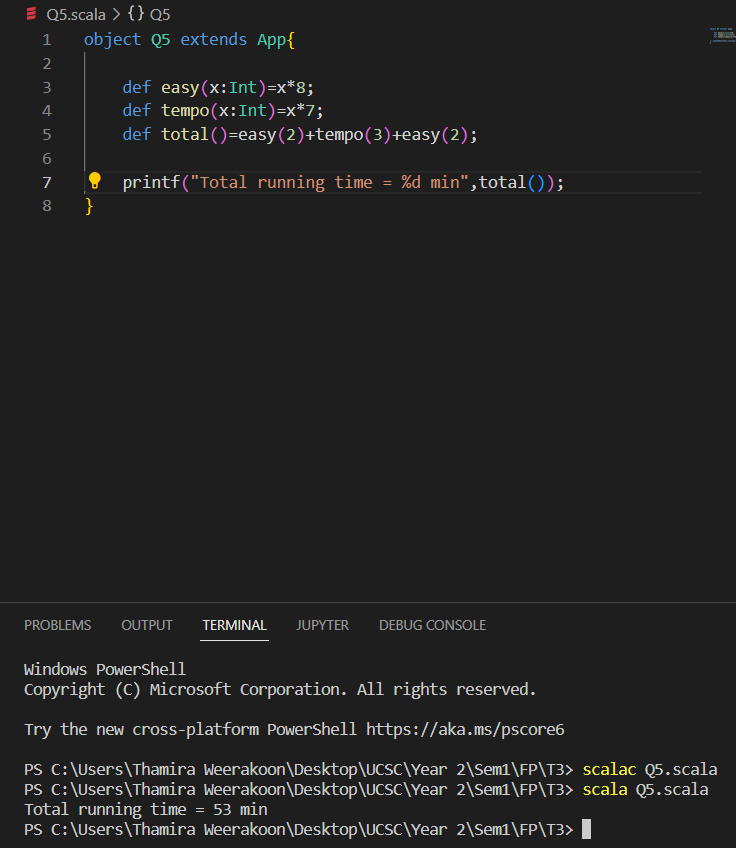 Q5.scala > {} Q5
1 object Q5 extends App{
2
3     def easy(x:Int)=x*8;
4     def tempo(x:Int)=x*7;
5     def total()=easy(2)+tempo(3)+easy(2);
6
7     printf("Total running time = %d min",total());
8 }
PROBLEMS OUTPUT TERMINAL JUPYTER DEBUG CONSOLE
Windows PowerShell
Copyright (C) Microsoft Corporation. All rights reserved.
Try the new cross-platform PowerShell https://aka.ms/pscore6
PS C:\Users\Thamira Weerakoon\Desktop\UCSC\Year 2\Sem1\FP\T3> scalac Q5.scala
PS C:\Users\Thamira Weerakoon\Desktop\UCSC\Year 2\Sem1\FP\T3> scala Q5.scala
Total running time = 53 min
PS C:\Users\Thamira Weerakoon\Desktop\UCSC\Year 2\Sem1\FP\T3>